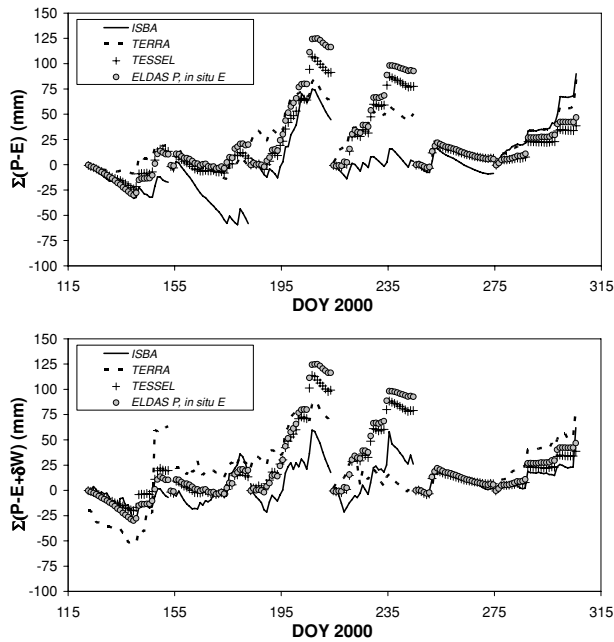 Σ(P-E) (mm)
150
125
100
75
50
25
0
-25
-50
-75
-100
ISBA
TERRA
TESSEL
ELDAS P, in situ E
115 155 195 235 275 315
DOY 2000
Σ(P-E+δW) (mm)
150
125
100
75
50
25
0
-25
-50
-75
-100
ISBA
TERRA
TESSEL
ELDAS P, in situ E
115 155 195 235 275 315
DOY 2000